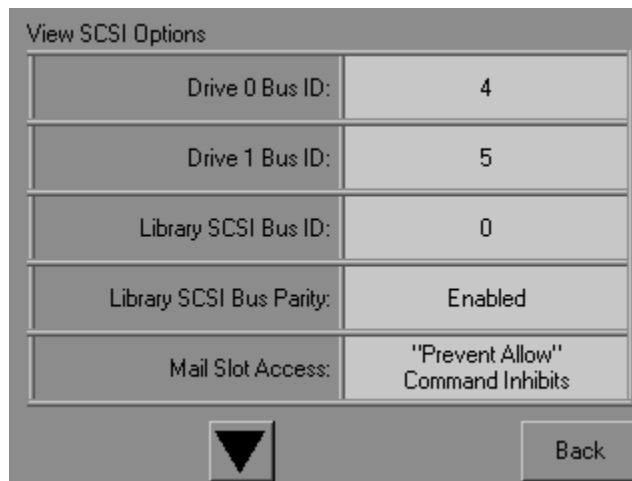 View SCSI Options
Drive 0 Bus ID: 4
Drive 1 Bus ID: 5
Library SCSI Bus ID: 0
Library SCSI Bus Parity: Enabled
Mail Slot Access: "Prevent Allow"
Command Inhibits
Back